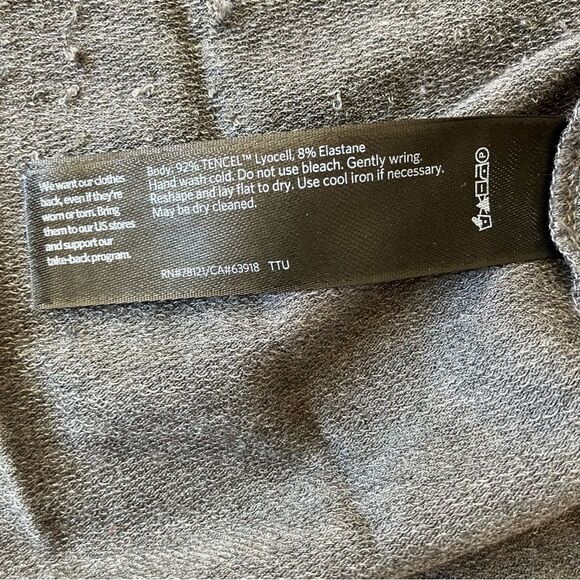 We want our clothes
back, even if they're
worn or torn. Bring
them to our US stores
and support our
take-back program.
Body: 92% TENCEL™ Lyocell, 8% Elastane
Hand wash cold. Do not use bleach. Gently wring.
Reshape and lay flat to dry. Use cool iron if necessary.
May be dry cleaned.
RN#78121/CA#63918 TTU
P